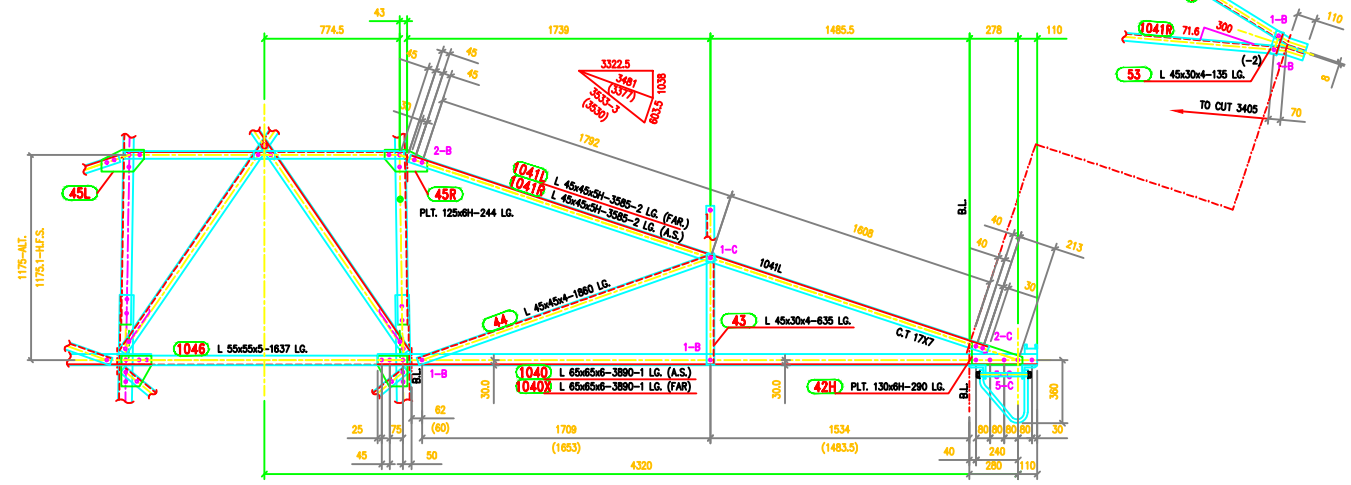 43
774.5
1739
1485.5
278
110
45
45
45
45
30
3322.5
1038
3481
(3377)
3533-3
(3530)
603.5
1792
1-B
110
1041R
71.6
300
1-B
(-2)
8
53 L 45x30x4-135 LG.
TO CUT 3405
70
2-B
45L
45R
PLT. 125x6H-244 LG.
1041L L 45x45x5H-3585-2 LG. (FAR)
1041R L 45x45x5H-3585-2 LG. (A.S.)
B.L.
40
40
213
1608
30
1175-ALT.
1175.1-H.F.S.
1-C
1041L
44 L 45x45x4-1860 LG.
43 L 45x30x4-635 LG.
C.T 17X7
2-C
1046 L 55x55x5-1637 LG.
1-B
B.L.
1-B
1040 L 65x65x6-3890-1 LG. (A.S.)
1040X L 65x65x6-3890-1 LG. (FAR)
42H PLT. 130x6H-290 LG.
5-C
B.L.
30.0
30.0
360
62
(60)
25
75
1709
(1653)
1534
(1483.5)
80
80
80
80
30
45
50
40
240
4320
280
110